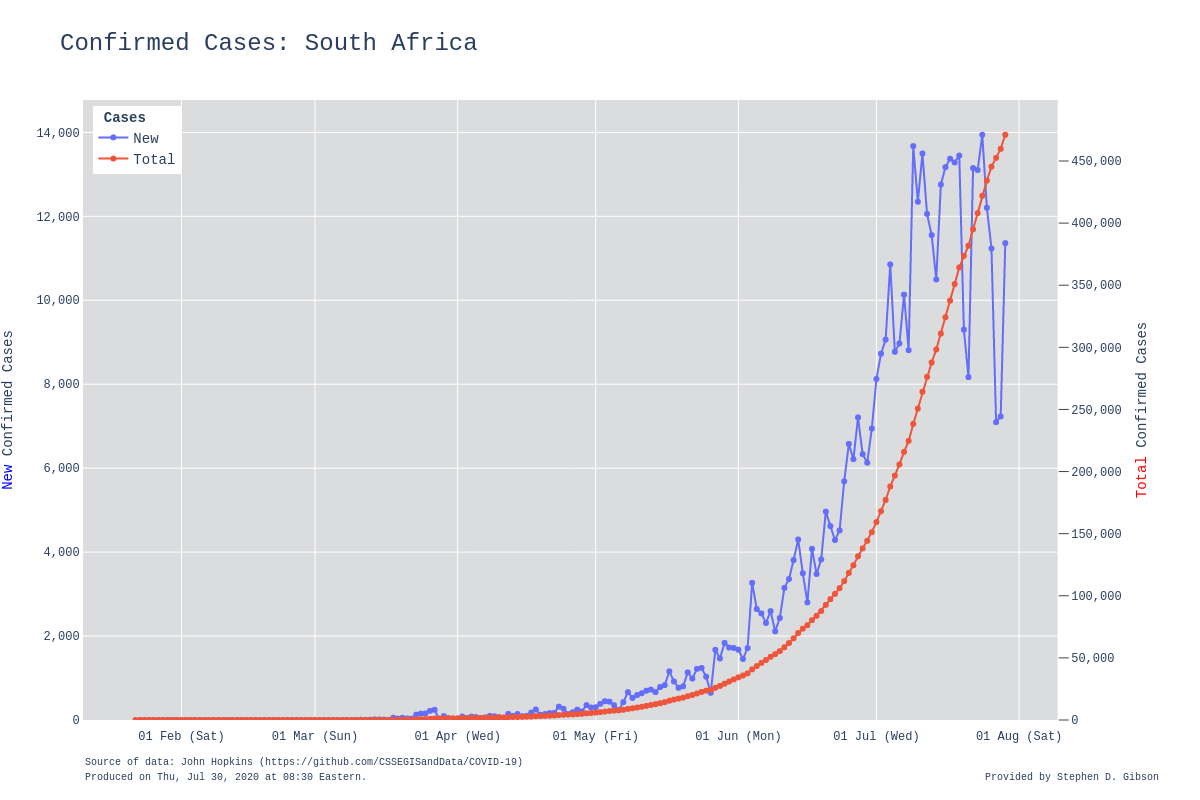 Confirmed Cases: South Africa
Cases
New
Total
14,000
12,000
10,000
8,000
6,000
4,000
2,000
0
New Confirmed Cases
450,000
400,000
350,000
300,000
250,000
200,000
150,000
100,000
50,000
0
Total Confirmed Cases
01 Feb (Sat)
01 Mar (Sun)
01 Apr (Wed)
01 May (Fri)
01 Jun (Mon)
01 Jul (Wed)
01 Aug (Sat)
Source of data: John Hopkins (https://github.com/CSSEGISandData/COVID-19)
Produced on Thu, Jul 30, 2020 at 08:30 Eastern.
Provided by Stephen D. Gibson